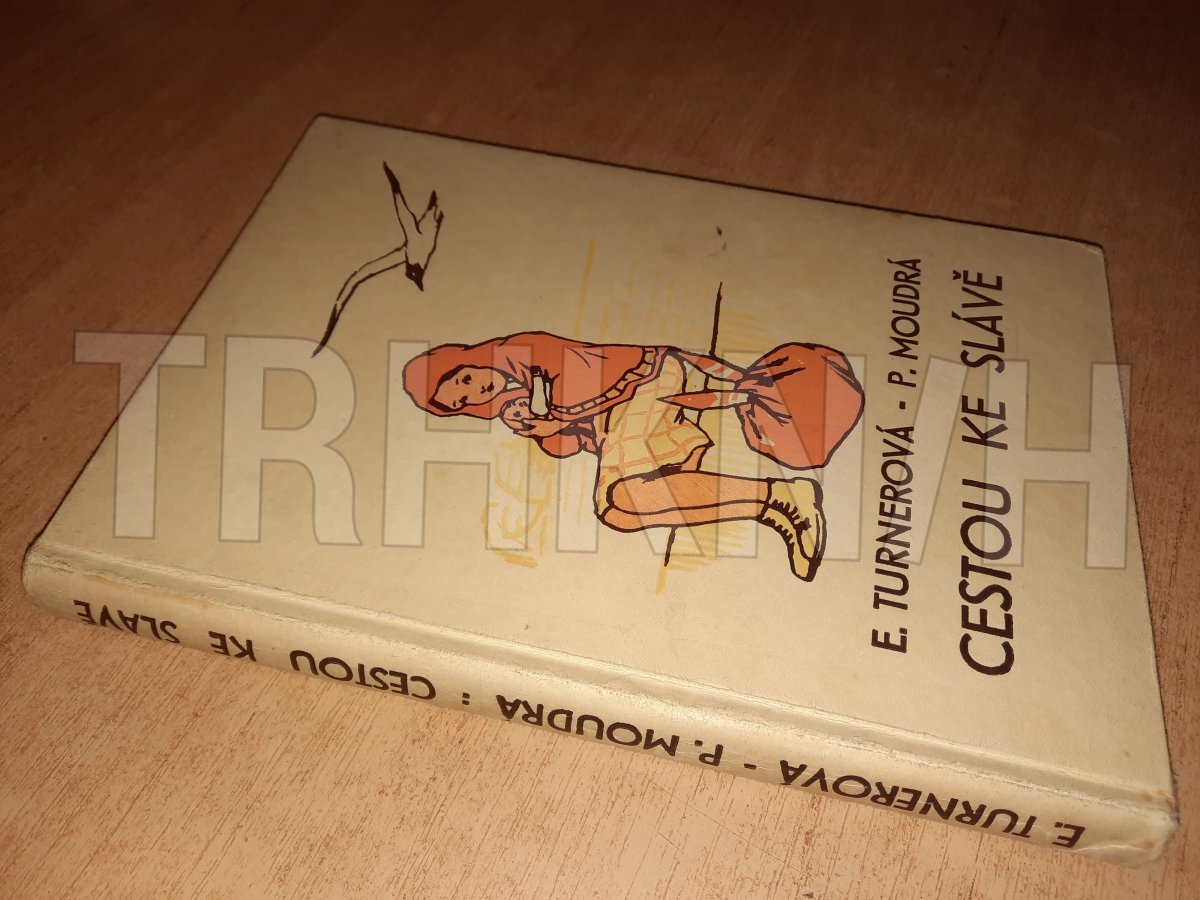 E. TURNEROVÁ - P. MOUDRÁ
CESTOU KE SLÁVĚ
E. TURNEROVÁ - P. MOUDRÁ : CESTOU KE SLÁVĚ
TRHKNIH